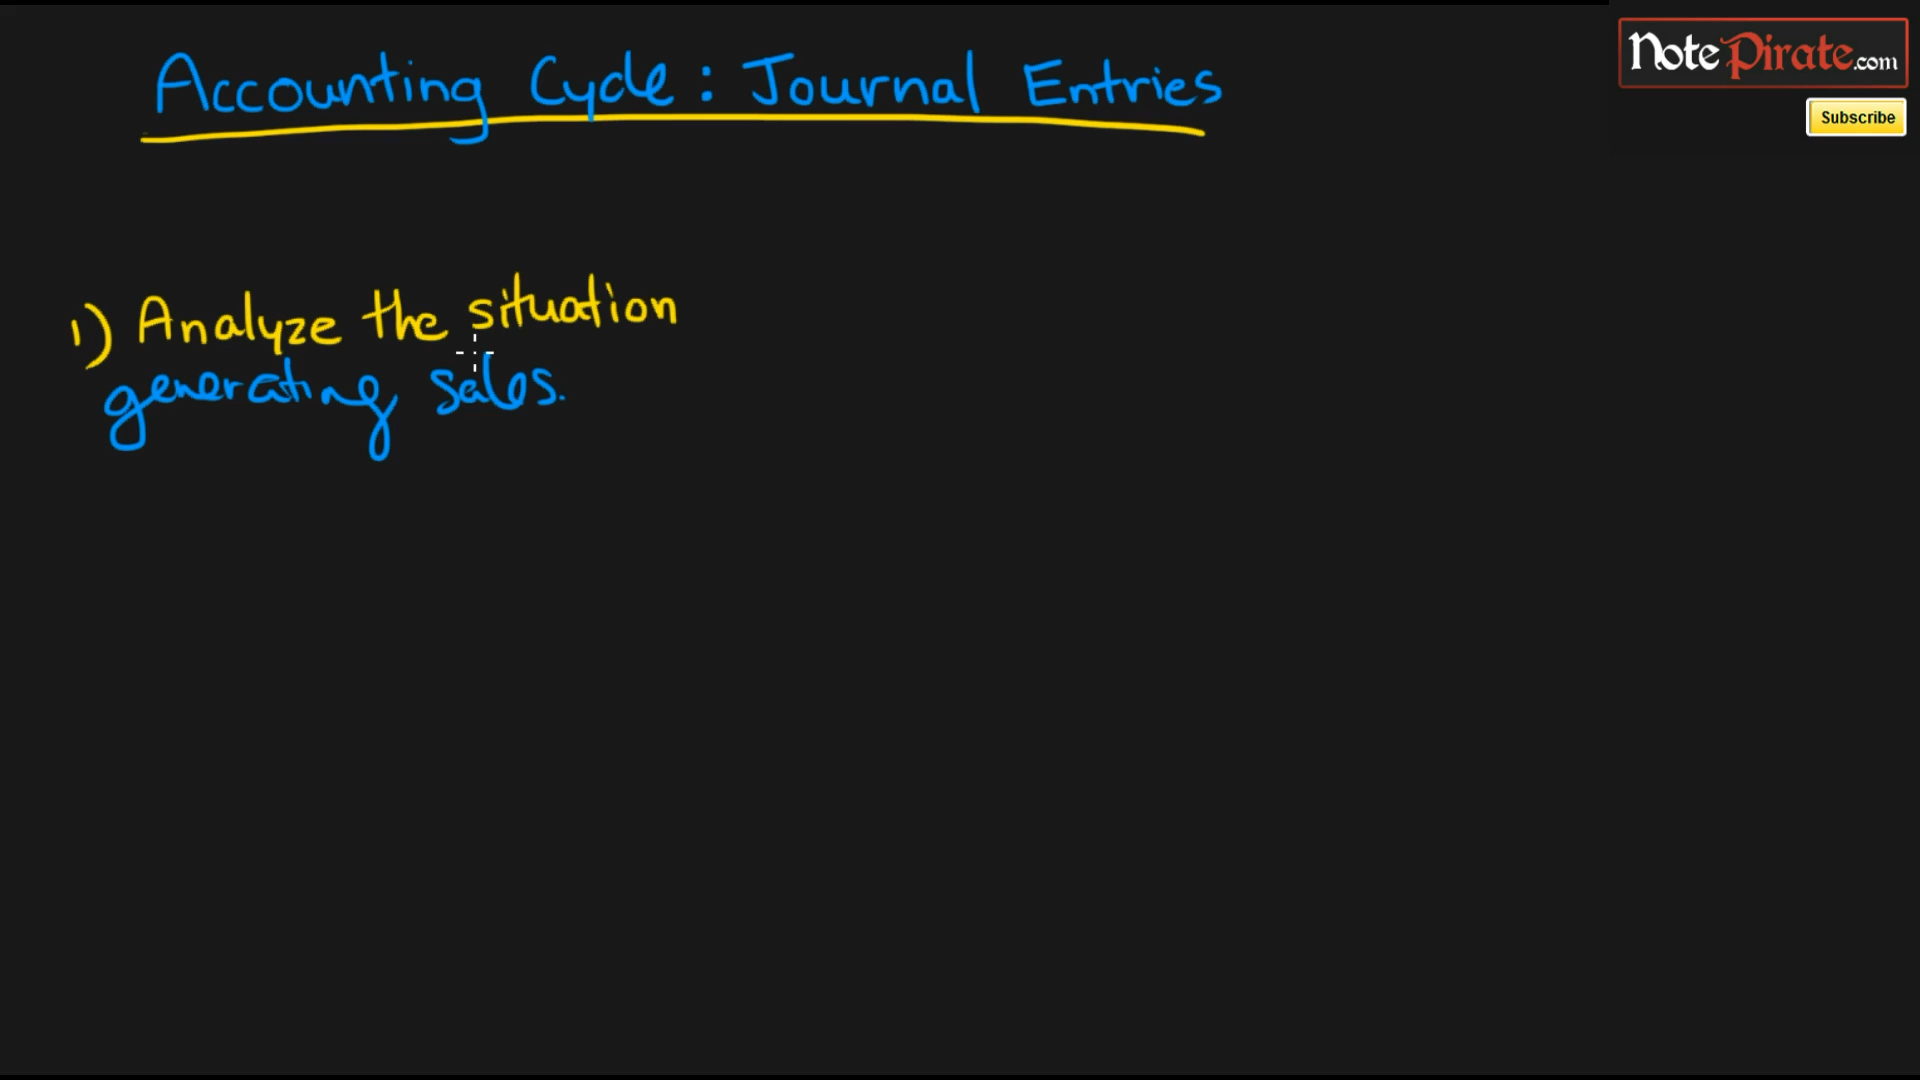 Accounting Cycle: Journal Entries
NotePirate.com
Subscribe
1) Analyze the situation
generating sales.